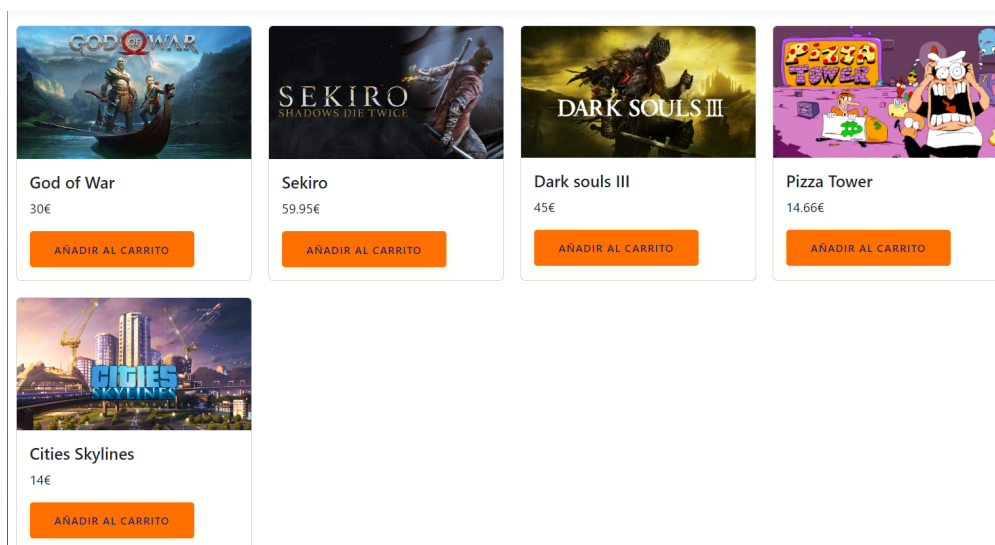 GOD OF WAR
SEKIRO
SHADOWS DIE TWICE
DARK SOULS III
PIZZA
TOWER
God of War
30€
AÑADIR AL CARRITO
Sekiro
59.95€
AÑADIR AL CARRITO
Dark souls III
45€
AÑADIR AL CARRITO
Pizza Tower
14.66€
AÑADIR AL CARRITO
CITIES
SKYLINES
Cities Skylines
14€
AÑADIR AL CARRITO